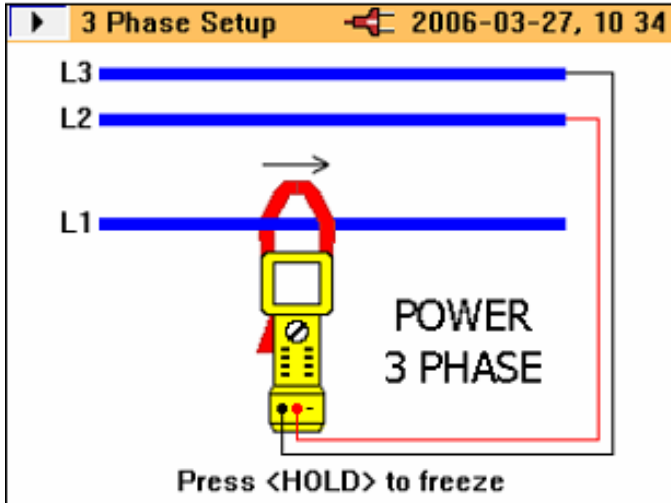 3 Phase Setup 2006-03-27, 10 34
L3
L2
L1
POWER
3 PHASE
Press <HOLD> to freeze